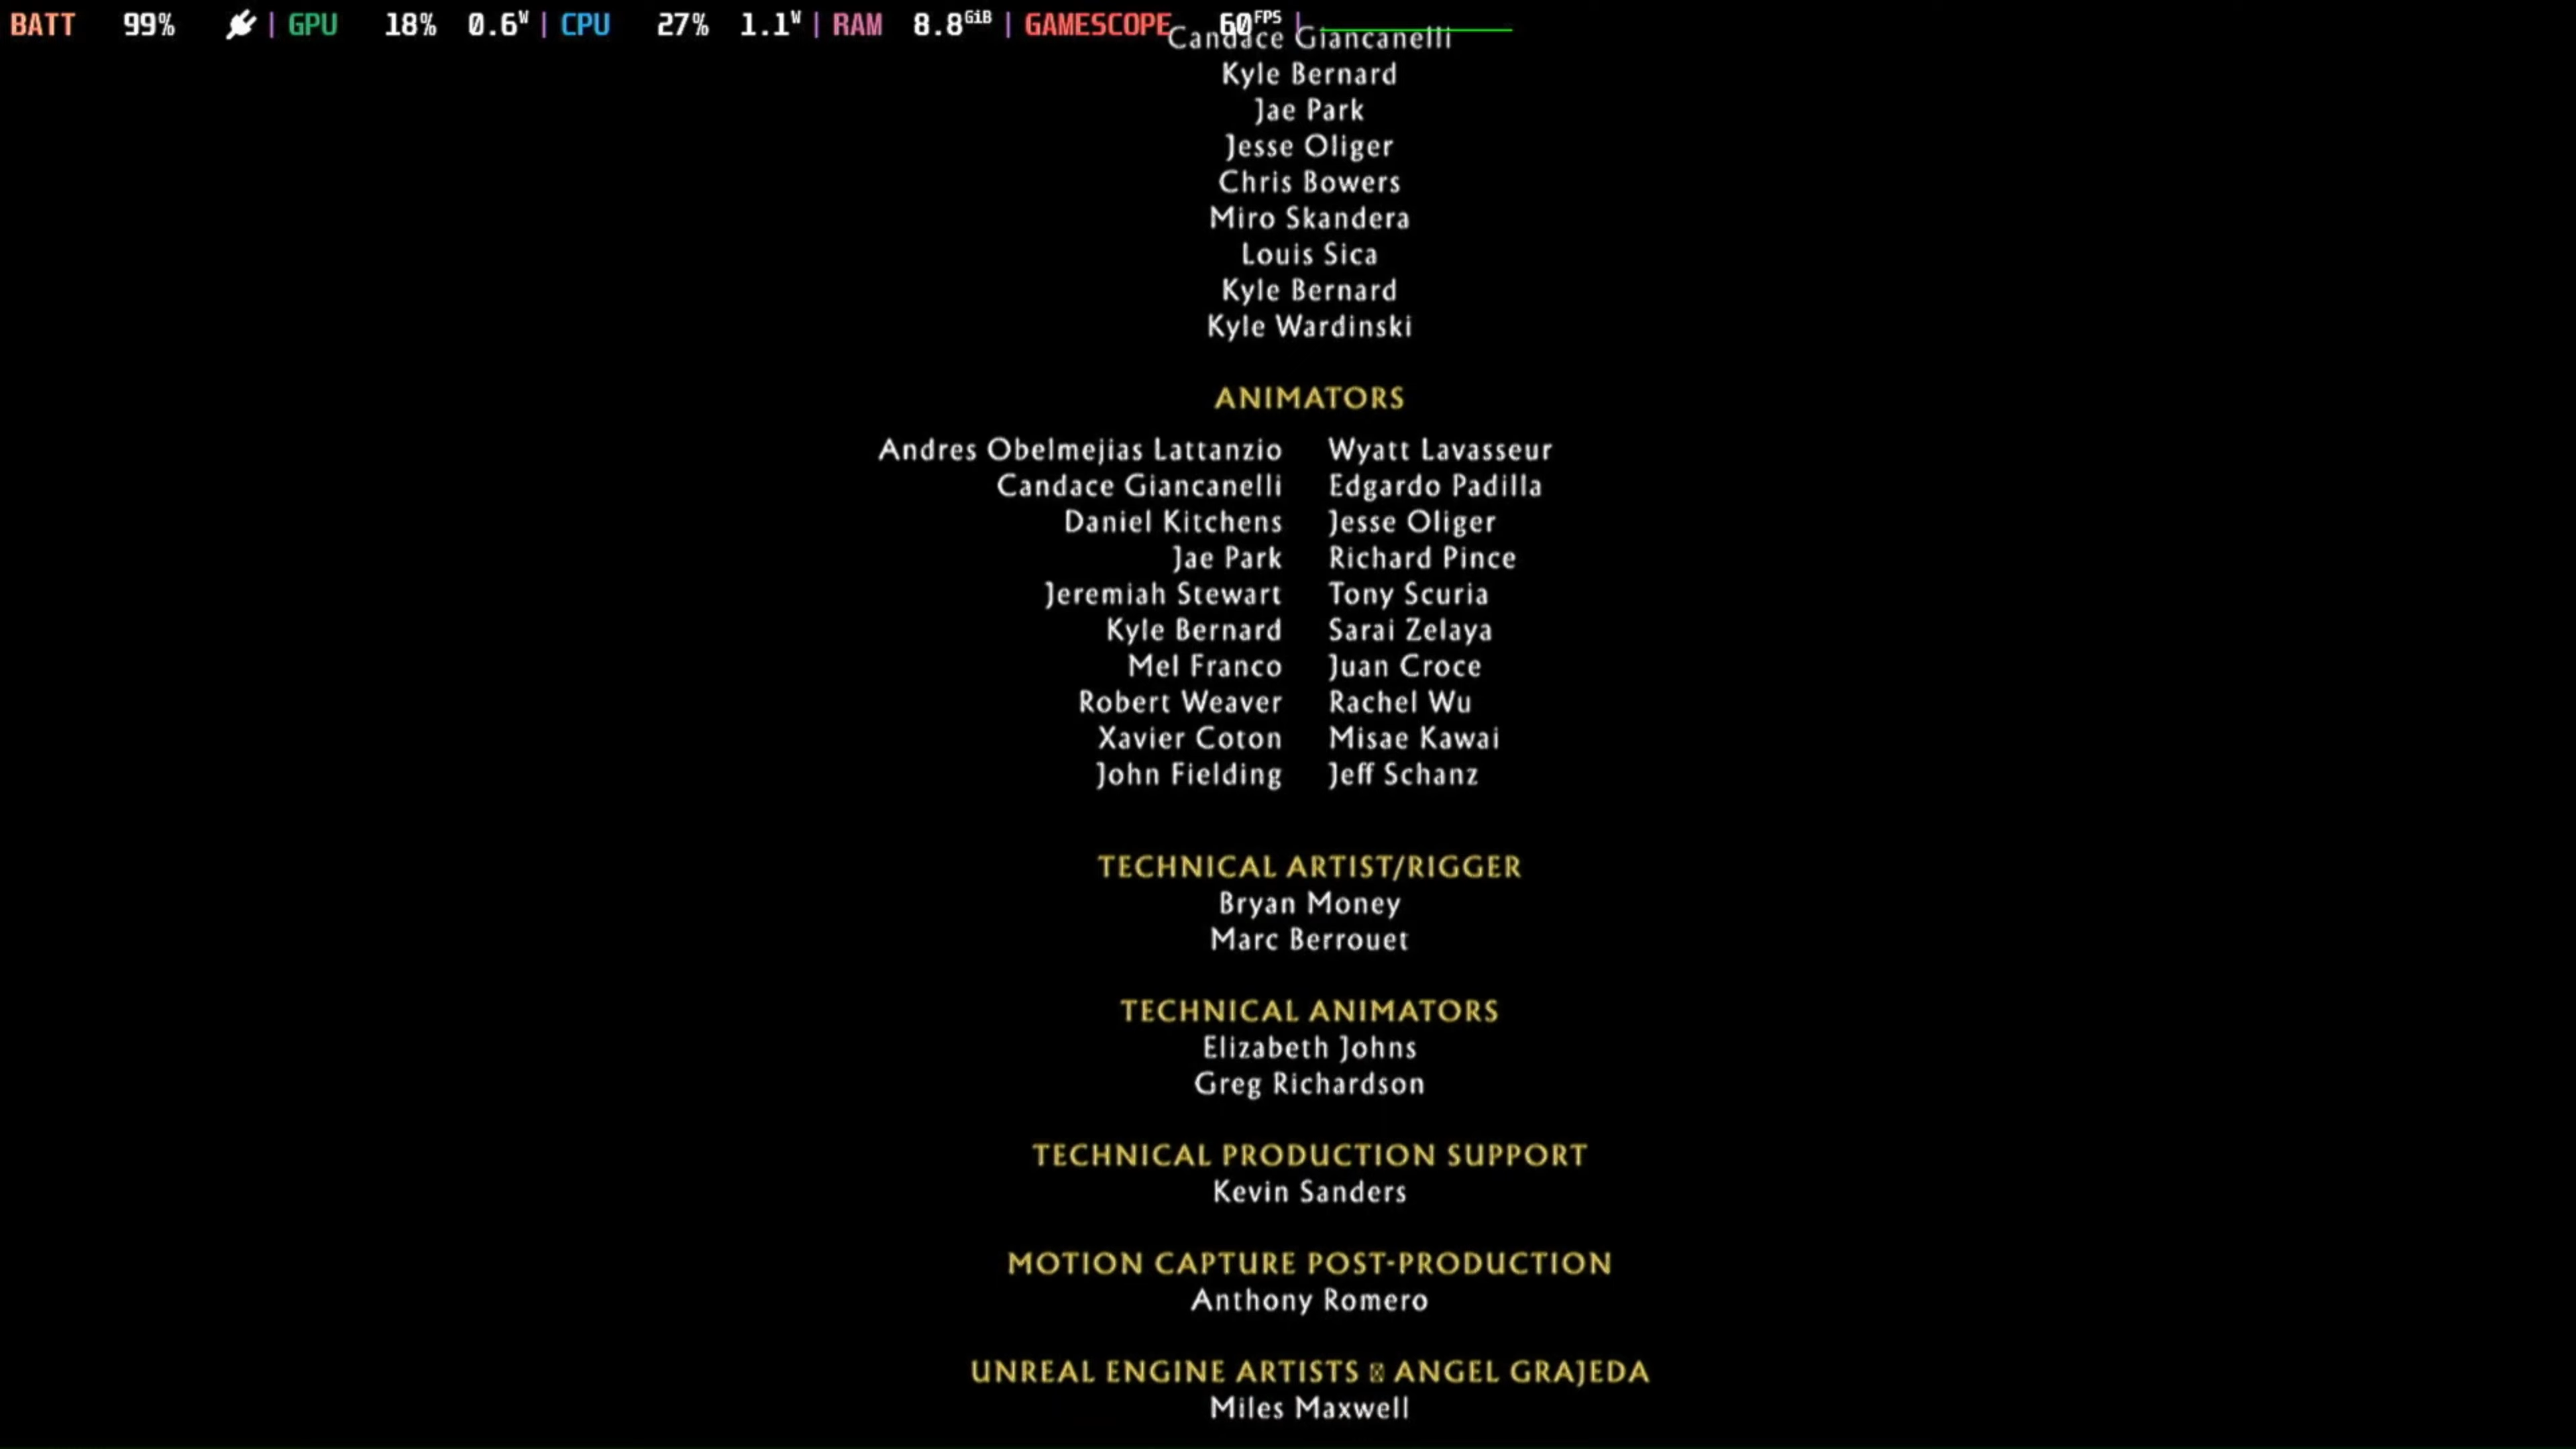 BATT 99% | GPU 18% 0.6W | CPU 27% 1.1W | RAM 8.8GiB | GAMESCOPE 60FPS |
Candace Giancanelli
Kyle Bernard
Jae Park
Jesse Oliger
Chris Bowers
Miro Skandera
Louis Sica
Kyle Bernard
Kyle Wardinski
ANIMATORS
Andres Obelmejias Lattanzio Wyatt Lavasseur
Candace Giancanelli Edgardo Padilla
Daniel Kitchens Jesse Oliger
Jae Park Richard Pince
Jeremiah Stewart Tony Scuria
Kyle Bernard Sarai Zelaya
Mel Franco Juan Croce
Robert Weaver Rachel Wu
Xavier Coton Misae Kawai
John Fielding Jeff Schanz
TECHNICAL ARTIST/RIGGER
Bryan Money
Marc Berrouet
TECHNICAL ANIMATORS
Elizabeth Johns
Greg Richardson
TECHNICAL PRODUCTION SUPPORT
Kevin Sanders
MOTION CAPTURE POST-PRODUCTION
Anthony Romero
UNREAL ENGINE ARTISTS ANGEL GRAJEDA
Miles Maxwell